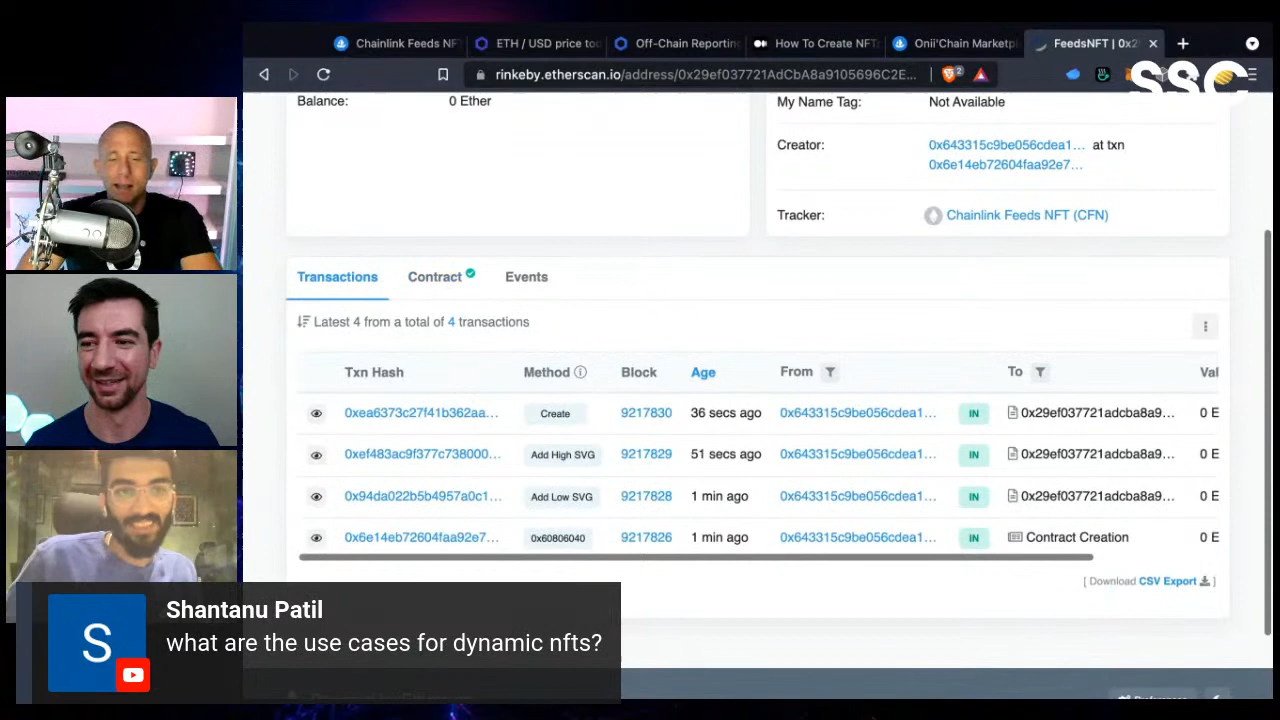 Chainlink Feeds NF
ETH / USD price too
Off-Chain Reporting
How To Create NFT
Onii'Chain Marketp
FeedsNFT | 0x2
rinkeby.etherscan.io/address/0x29ef037721AdCbA8a9105696C2E...
2
SSC
Balance:
0 Ether
My Name Tag:
Not Available
Creator:
0x643315c9be056cdea1... at txn
0x6e14eb72604faa92e7...
Tracker:
Chainlink Feeds NFT (CFN)
Transactions
Contract
Events
Latest 4 from a total of 4 transactions
Txn Hash Method Block Age From To Val
0xea6373c27f41b362aa... Create 9217830 36 secs ago 0x643315c9be056cdea1... IN 0x29ef037721adcba8a9... 0 E
0xef483ac9f377c738000... Add High SVG 9217829 51 secs ago 0x643315c9be056cdea1... IN 0x29ef037721adcba8a9... 0 E
0x94da022b5b4957a0c1... Add Low SVG 9217828 1 min ago 0x643315c9be056cdea1... IN 0x29ef037721adcba8a9... 0 E
0x6e14eb72604faa92e7... 0x60806040 9217826 1 min ago 0x643315c9be056cdea1... IN Contract Creation 0 E
[ Download CSV Export ]
S
Shantanu Patil
what are the use cases for dynamic nfts?